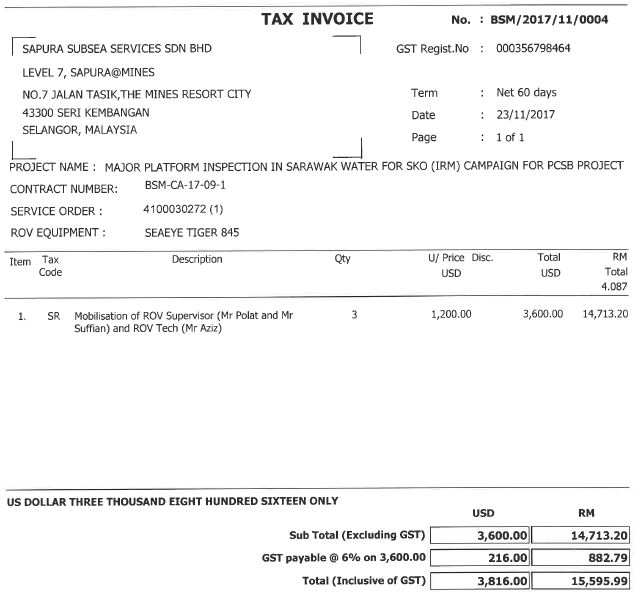 TAX INVOICE No. : BSM/2017/11/0004
SAPURA SUBSEA SERVICES SDN BHD GST Regist.No : 000356798464
LEVEL 7, SAPURA@MINES
NO.7 JALAN TASIK,THE MINES RESORT CITY Term : Net 60 days
43300 SERI KEMBANGAN Date : 23/11/2017
SELANGOR, MALAYSIA Page : 1 of 1
PROJECT NAME : MAJOR PLATFORM INSPECTION IN SARAWAK WATER FOR SKO (IRM) CAMPAIGN FOR PCSB PROJECT
CONTRACT NUMBER: BSM-CA-17-09-1
SERVICE ORDER : 4100030272 (1)
ROV EQUIPMENT : SEAEYE TIGER 845
Item Tax Description Qty U/ Price Disc. Total RM
Code USD USD Total
4.087
1. SR Mobilisation of ROV Supervisor (Mr Polat and Mr 3 1,200.00 3,600.00 14,713.20
Suffian) and ROV Tech (Mr Aziz)
US DOLLAR THREE THOUSAND EIGHT HUNDRED SIXTEEN ONLY
USD RM
Sub Total (Excluding GST) 3,600.00 14,713.20
GST payable @ 6% on 3,600.00 216.00 882.79
Total (Inclusive of GST) 3,816.00 15,595.99